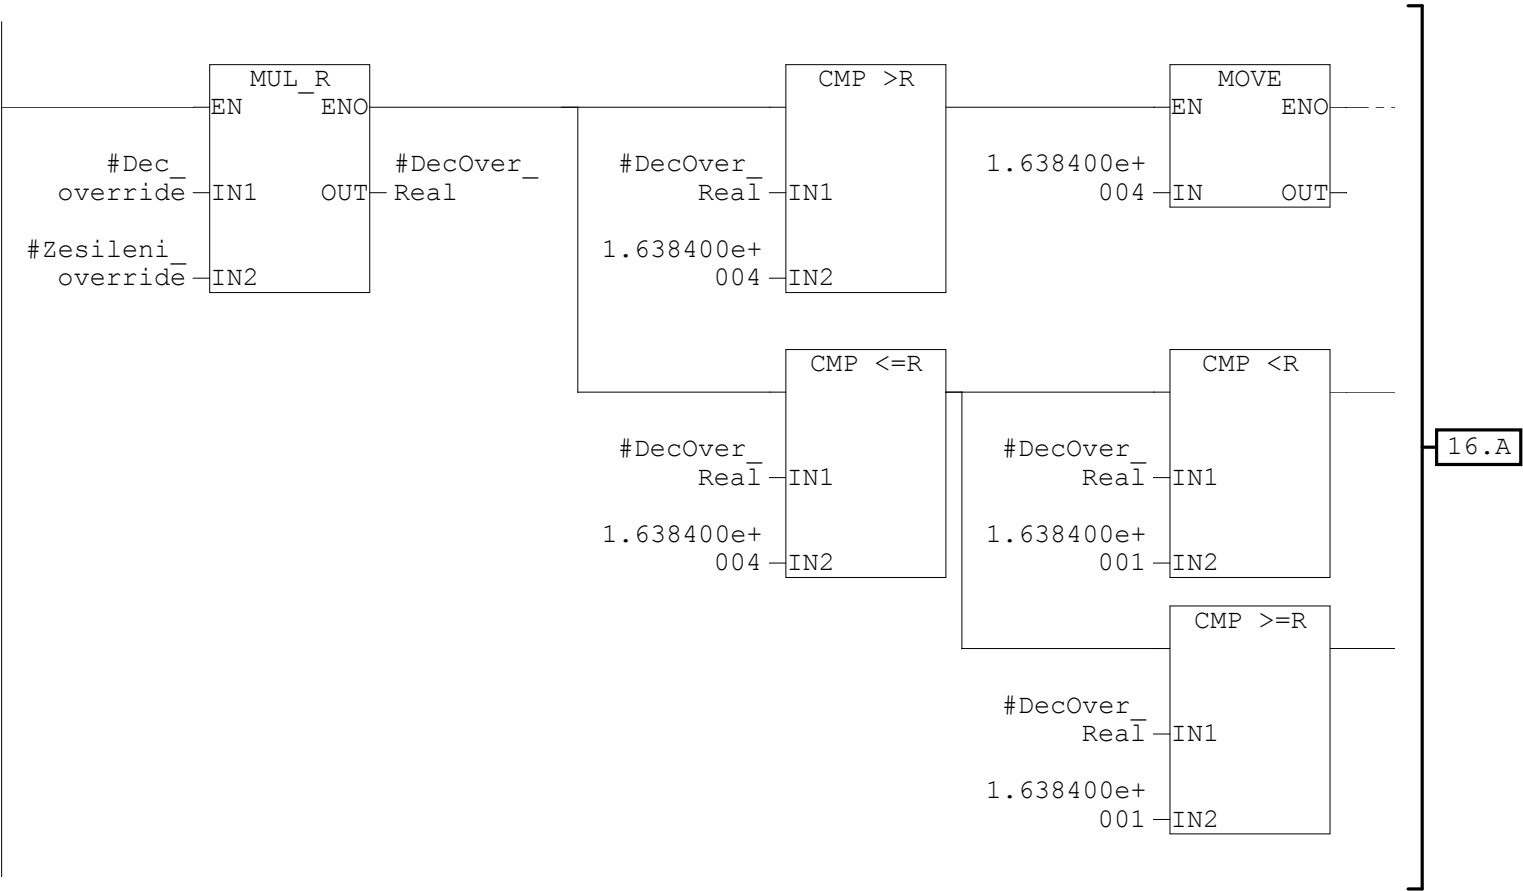 MUL_R
CMP >R
MOVE
EN ENO
EN ENO
#Dec_
override
IN1 OUT
#DecOver_
Real
#DecOver_
Real
IN1
1.638400e+
004
IN OUT
#Zesileni_
override
IN2
1.638400e+
004
IN2
CMP <=R
CMP <R
#DecOver_
Real
IN1
#DecOver_
Real
IN1
16.A
1.638400e+
004
IN2
1.638400e+
001
IN2
CMP >=R
#DecOver_
Real
IN1
1.638400e+
001
IN2